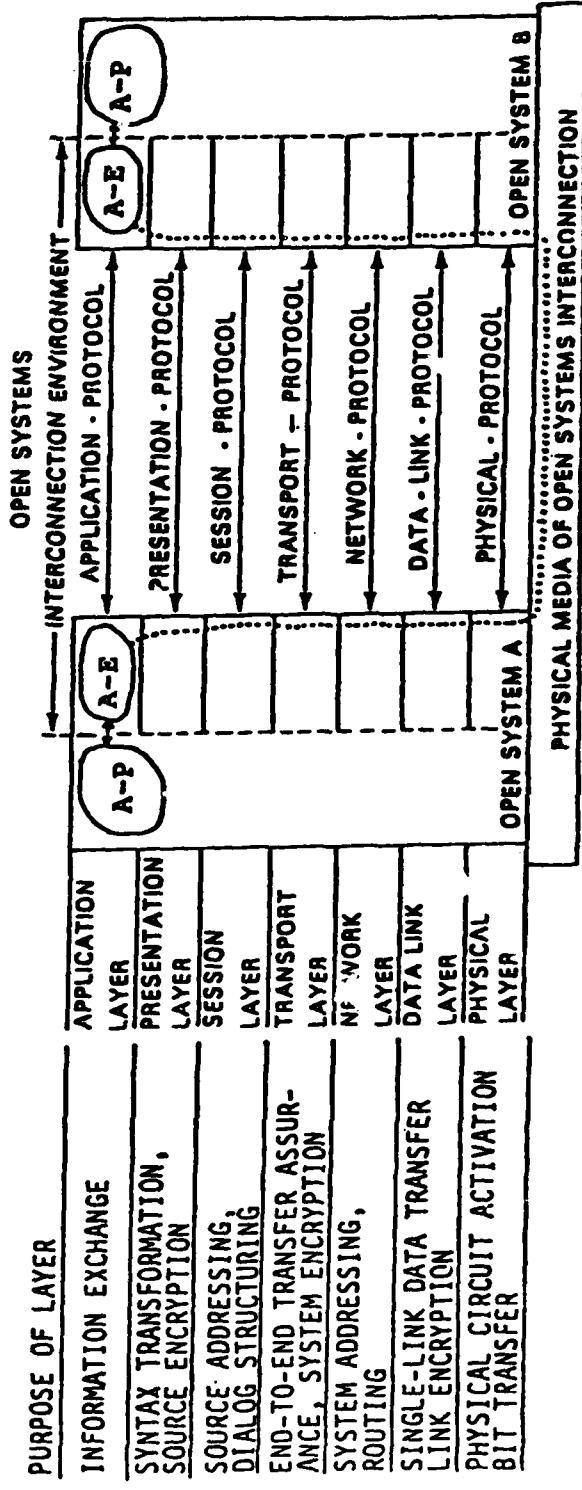 OPEN SYSTEMS
INTERCONNECTION ENVIRONMENT
PURPOSE OF LAYER
INFORMATION EXCHANGE
APPLICATION
LAYER
A-P
A-E
APPLICATION - PROTOCOL
A-E
A-P
SYNTAX TRANSFORMATION,
SOURCE ENCRYPTION
PRESENTATION
LAYER
?RESENTATION - PROTOCOL
SOURCE ADDRESSING,
DIALOG STRUCTURING
SESSION
LAYER
SESSION - PROTOCOL
END-TO-END TRANSFER ASSUR-
ANCE, SYSTEM ENCRYPTION
TRANSPORT
LAYER
TRANSPORT - PROTOCOL
SYSTEM ADDRESSING,
ROUTING
LAYER
NETWORK - PROTOCOL
SINGLE-LINK DATA TRANSFER
LINK ENCRYPTION
DATA LINK
LAYER
DATA - LINK - PROTOCOL
PHYSICAL CIRCUIT ACTIVATION
BIT TRANSFER
PHYSICAL
LAYER
PHYSICAL - PROTOCOL
OPEN SYSTEM A
OPEN SYSTEM B
PHYSICAL MEDIA OF OPEN SYSTEMS INTERCONNECTION